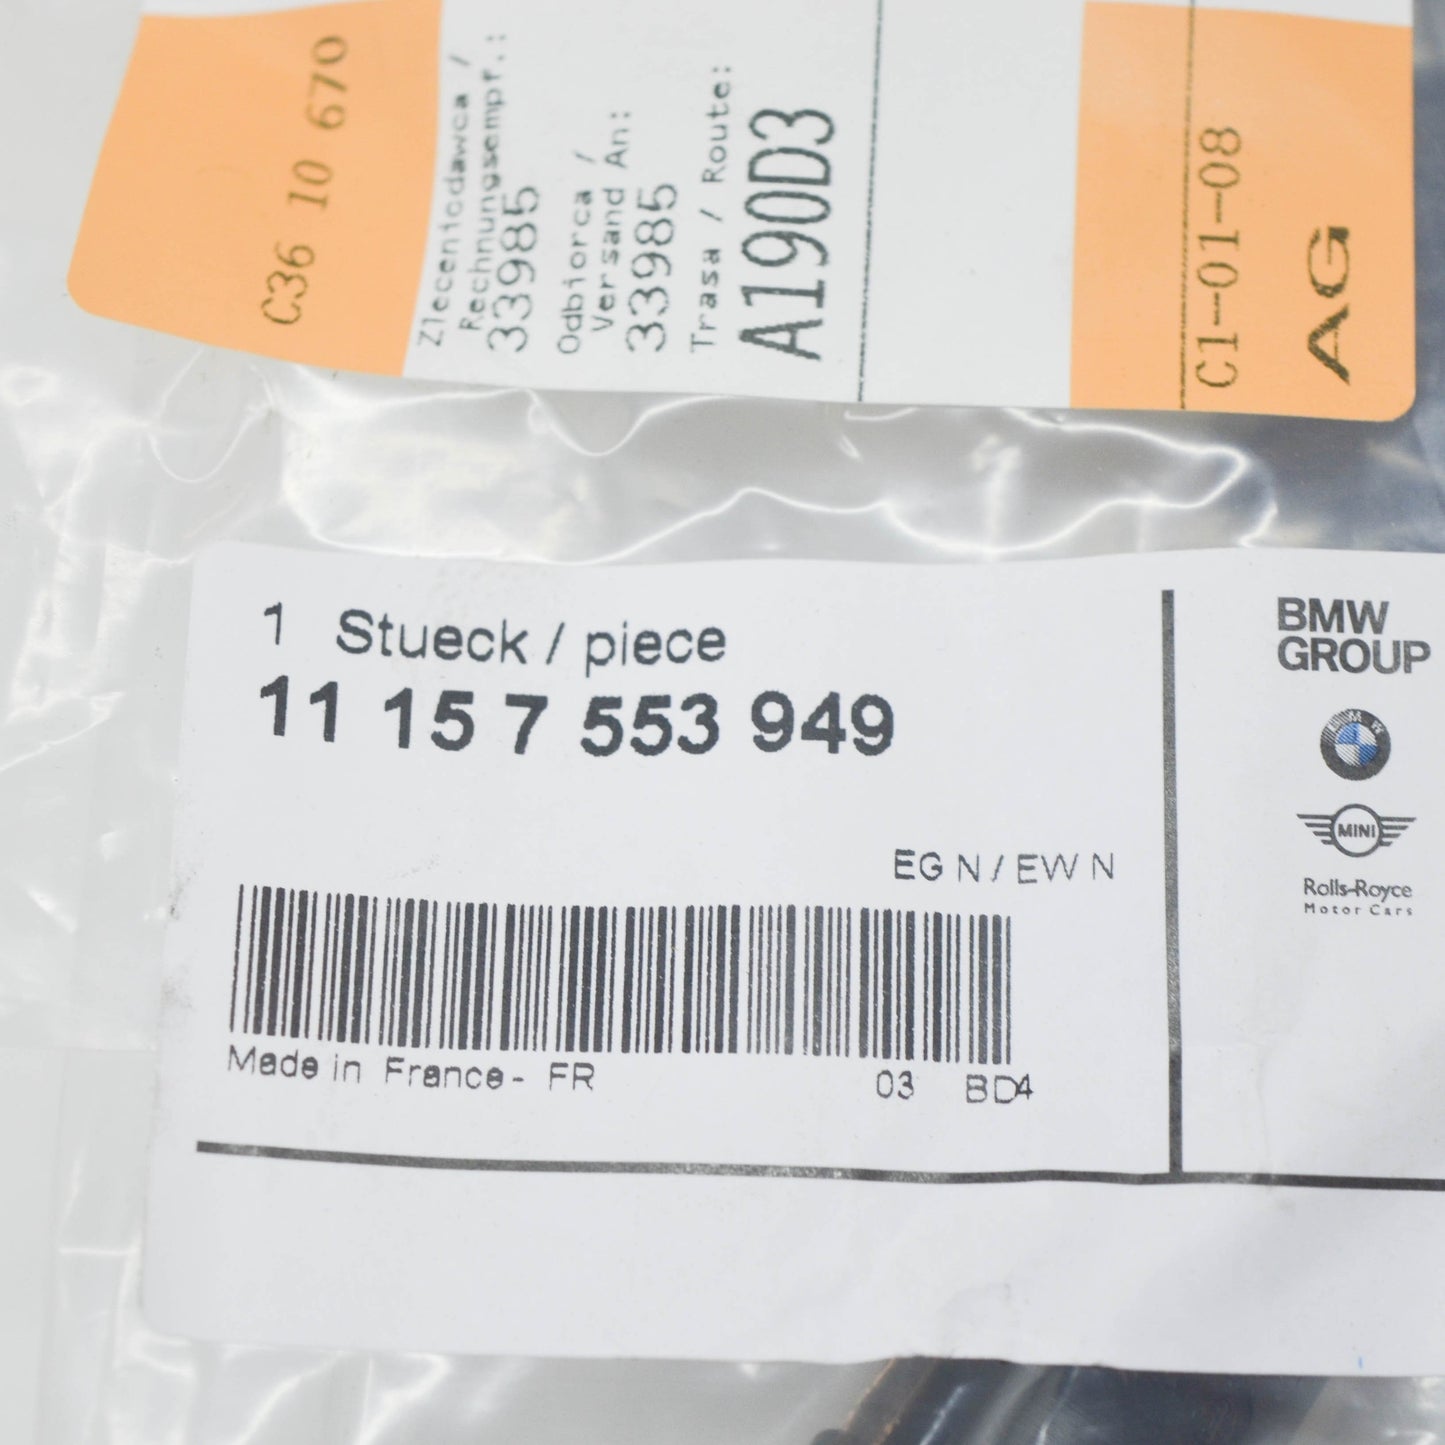 C36 10 670
Zleceniodawca /
Rechnungsempf.:
33985
Odbiorca /
Versand An:
33985
Trasa / Route:
A190D3
C1-01-08
AG
1 Stueck / piece
11 15 7 553 949
EG N / EW N
Made in France - FR 03 BD4
BMW
GROUP
BMW
MINI
Rolls-Royce
Motor Cars